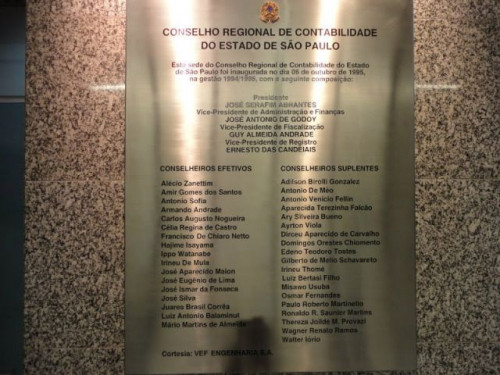 CONSELHO REGIONAL DE CONTABILIDADE
DO ESTADO DE SÃO PAULO
Esta sede do Conselho Regional de Contabilidade do Estado
de São Paulo foi inaugurada no dia 06 de outubro de 1995,
na gestão 1994/1995, com a seguinte composição:
Presidente
JOSÉ SERAFIM ABRANTES
Vice-Presidente de Administração e Finanças
JOSÉ ANTONIO DE GODOY
Vice-Presidente de Fiscalização
GUY ALMEIDA ANDRADE
Vice-Presidente de Registro
ERNESTO DAS CANDEIAS
CONSELHEIROS EFETIVOS
Alécio Zanettim
Amir Gomes dos Santos
Antonio Sofia
Armando Andrade
Carlos Augusto Nogueira
Célia Regina de Castro
Francisco De Chiaro Netto
Hajime Iseyama
Ippo Watanabe
Irineu De Mula
José Aparecido Maion
José Eugênio de Lima
José Ismar da Fonseca
José Silva
Juarez Brasil Corrêa
Luiz Antonio Balaminut
Mário Martins de Almeida
CONSELHEIROS SUPLENTES
Adilson Birolli Gonzalez
Antonio De Méo
Antonio Venicio Fellin
Aparecida Terezinha Falcão
Ary Silveira Bueno
Ayrton Viola
Dirceu Aparecido de Carvalho
Domingos Orestes Chiomento
Edeno Teodoro Tostes
Gilberto de Mello Schavareto
Irineu Thomé
Luiz Bertasi Filho
Misawo Usuba
Osmar Fernandes
Paulo Roberto Martinello
Ronaldo R. Saunier Martins
Thereza Joilde M. Provezi
Wagner Renato Ramos
Walter Iório
Cortesia: VEF ENGENHARIA S.A.